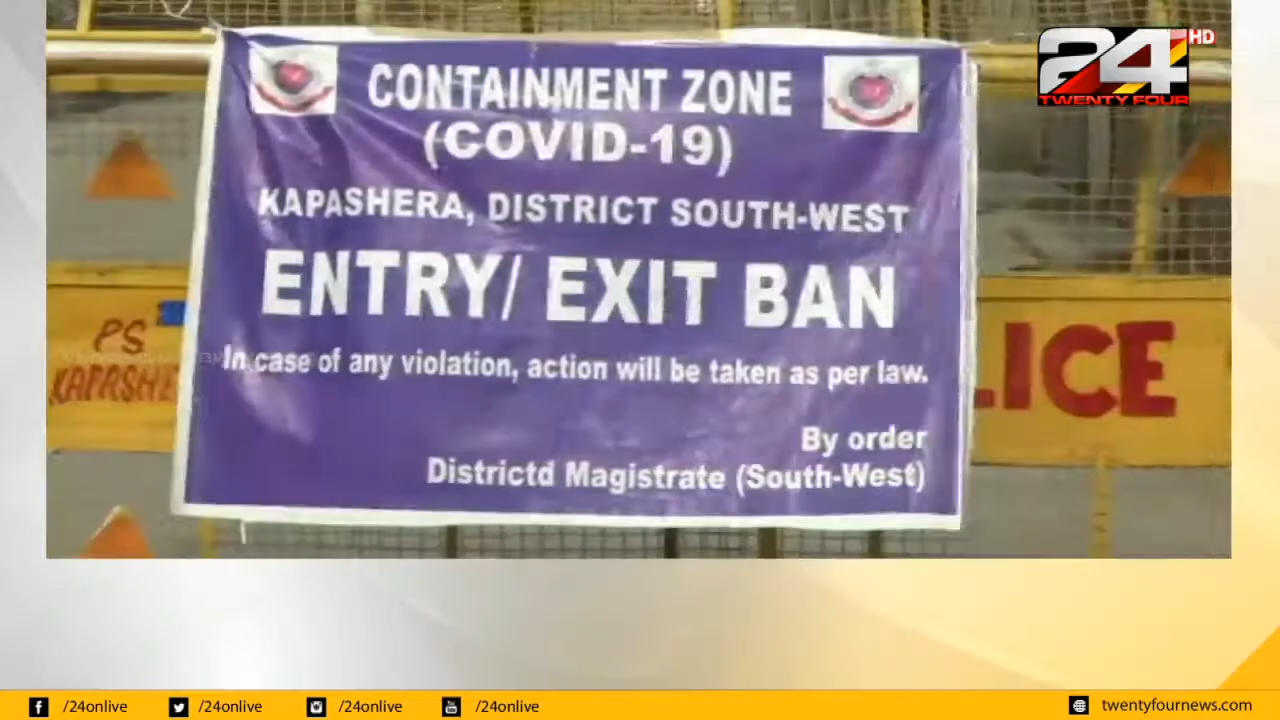 24 HD
TWENTY FOUR
CONTAINMENT ZONE
(COVID-19)
KAPASHERA, DISTRICT SOUTH-WEST
ENTRY/ EXIT BAN
In case of any violation, action will be taken as per law.
By order
Districtd Magistrate (South-West)
PS
KAPASHE
LICE
/24onlive
/24onlive
/24onlive
/24onlive
twentyfournews.com